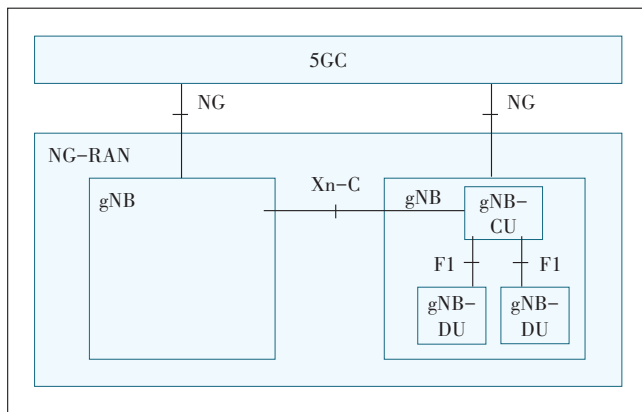 5GC
NG
NG
NG-RAN
gNB
Xn-C
gNB
gNB-
CU
F1
F1
gNB-
DU
gNB-
DU